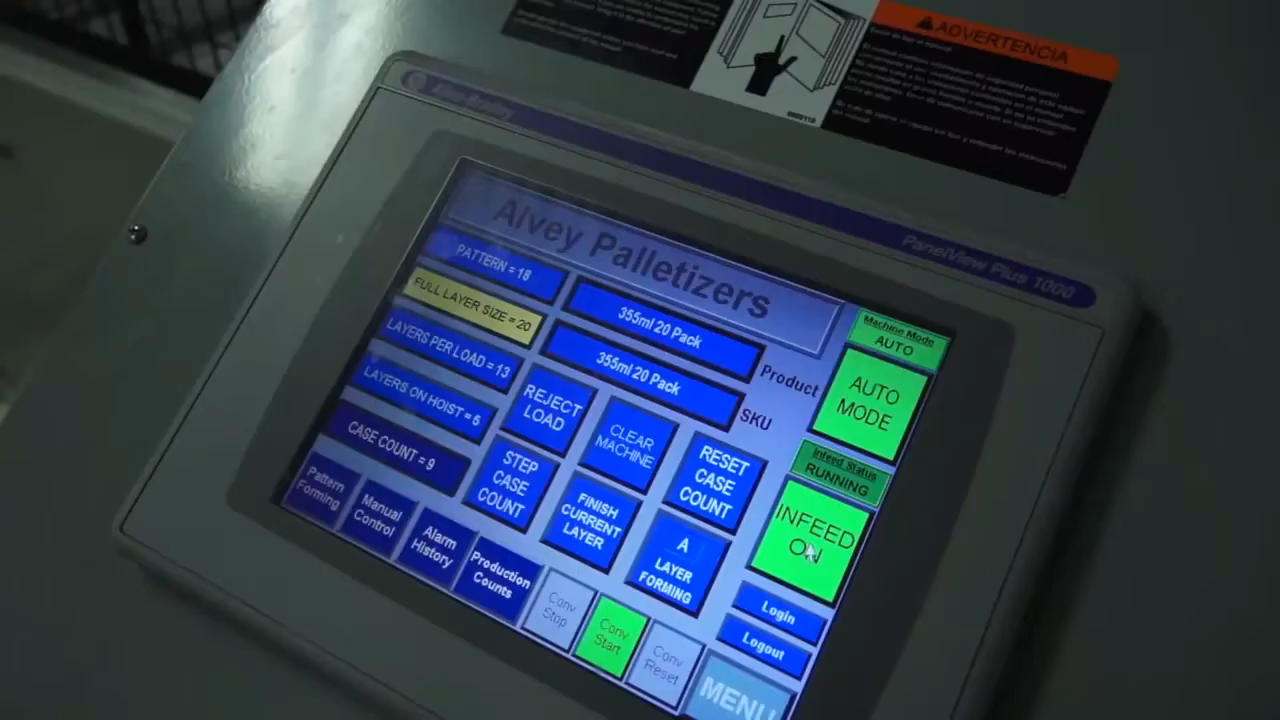 ADVERTENCIA
Allen-Bradley
PanelView Plus 1000
Alvey Palletizers
PATTERN = 18
FULL LAYER SIZE = 20
LAYERS PER LOAD = 13
LAYERS ON HOIST = 5
CASE COUNT = 9
355ml 20 Pack
Product
355ml 20 Pack
SKU
Machine Mode
AUTO
AUTO
MODE
REJECT
LOAD
CLEAR
MACHINE
RESET
CASE
COUNT
STEP
CASE
COUNT
FINISH
CURRENT
LAYER
A
LAYER
FORMING
Infeed Status
RUNNING
INFEED
ON
Pattern
Forming
Manual
Control
Alarm
History
Production
Counts
Conv
Stop
Conv
Start
Conv
Reset
Login
Logout
MENU